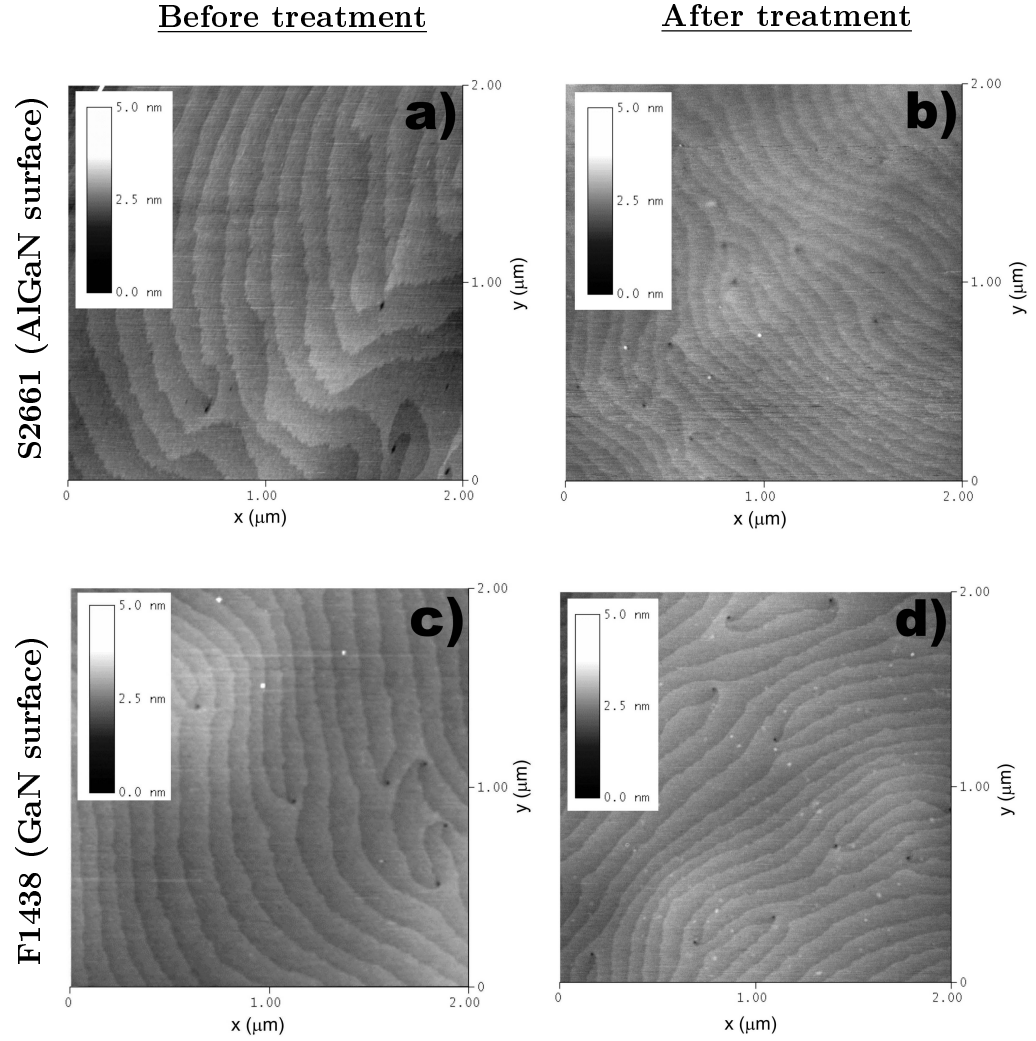 Before treatment
After treatment
S2661 (AlGaN surface)
a)
5.0 nm
2.5 nm
0.0 nm
2.00
1.00
0
y (μm)
0
1.00
2.00
x (μm)
b)
5.0 nm
2.5 nm
0.0 nm
2.00
1.00
0
y (μm)
0
1.00
2.00
x (μm)
F1438 (GaN surface)
c)
5.0 nm
2.5 nm
0.0 nm
2.00
1.00
0
y (μm)
0
1.00
2.00
x (μm)
d)
5.0 nm
2.5 nm
0.0 nm
2.00
1.00
0
y (μm)
0
1.00
2.00
x (μm)